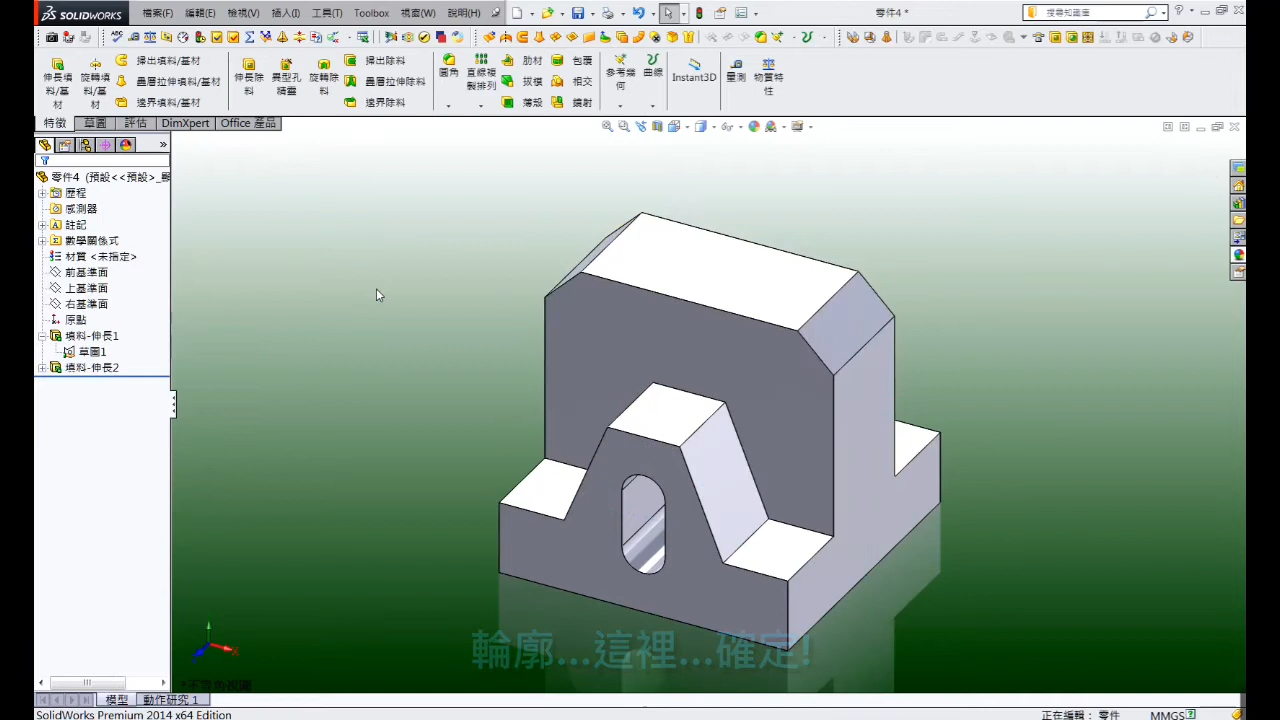 SOLIDWORKS 檔案(F) 編輯(E) 檢視(V) 插入(I) 工具(T) Toolbox 視窗(W) 說明(H) 零件4 * 搜尋知識庫
伸長填料/基材 旋轉填料/基材 掃出填料/基材 疊層拉伸填料/基材 邊界填料/基材
伸長除料 異型孔精靈 旋轉除料 掃出除料 疊層拉伸除料 邊界除料
圓角 直線複製排列 肋材 拔模 薄殼 包覆 相交 鏡射
參考幾何 曲線 Instant3D 量測 物質特性
特徵 草圖 評估 DimXpert Office 產品
零件4 (預設<<預設>_顯
歷程
感測器
註記
數學關係式
材質 <未指定>
前基準面
上基準面
右基準面
原點
填料-伸長1
草圖1
填料-伸長2
輪廓...這裡...確定!
模型 動作研究 1
SolidWorks Premium 2014 x64 Edition 正在編輯：零件 MMGS